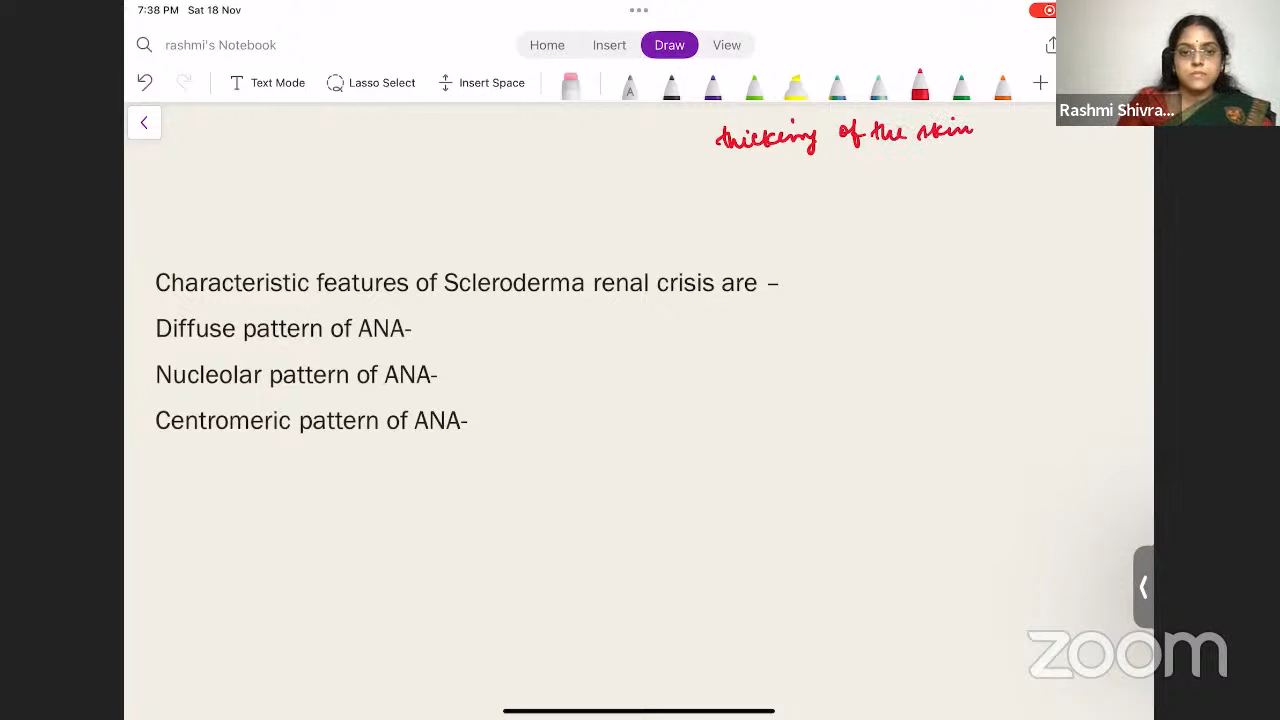 7:38 PM Sat 18 Nov
rashmi's Notebook
Home Insert Draw View
Text Mode Lasso Select Insert Space
A
Rashmi Shivra...
thickening of the skin
Characteristic features of Scleroderma renal crisis are –
Diffuse pattern of ANA-
Nucleolar pattern of ANA-
Centromeric pattern of ANA-
zoom